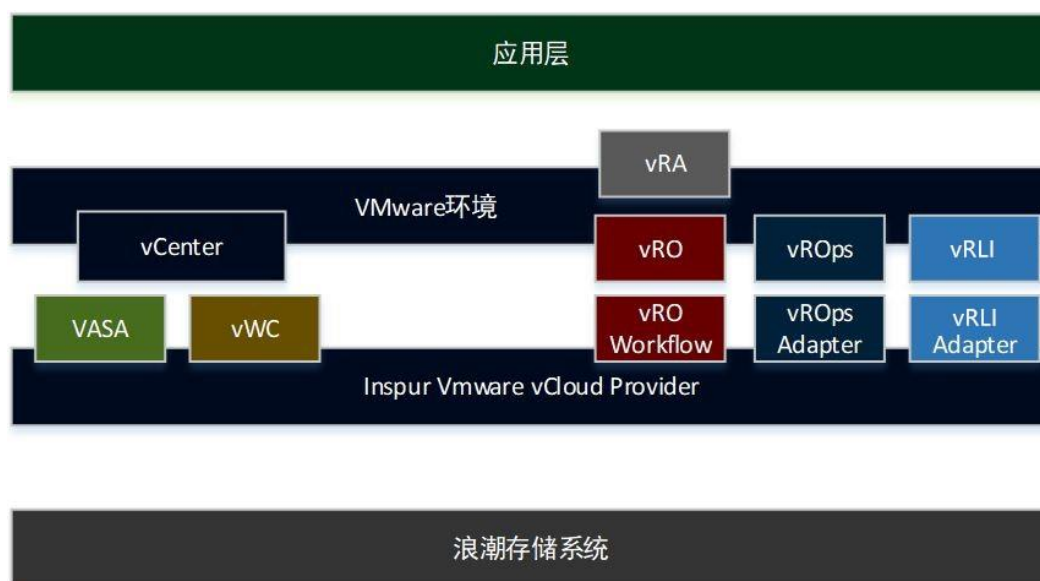 应用层
vRA
VMware环境
vCenter
vRO
vROps
vRLI
VASA
vWC
vRO
Workflow
vROps
Adapter
vRLI
Adapter
Inspur Vmware vCloud Provider
浪潮存储系统